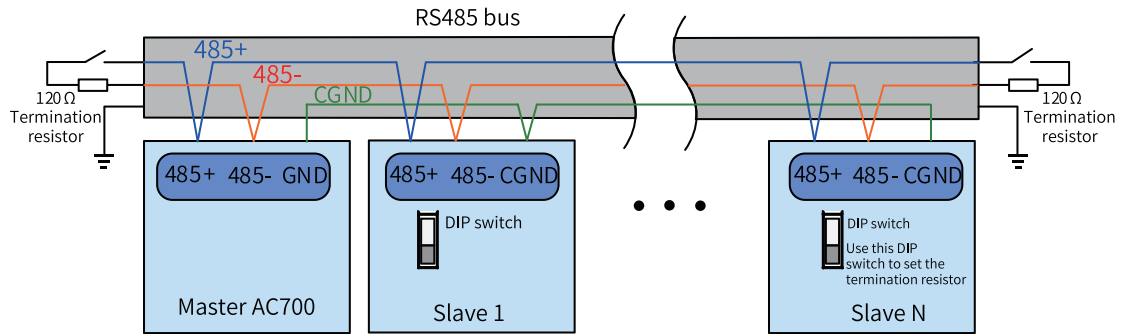 RS485 bus
485+
485-
CGND
120 Ω
Termination
resistor
120 Ω
Termination
resistor
485+ 485- GND
Master AC700
485+ 485- CGND
DIP switch
Slave 1
485+ 485- CGND
DIP switch
Use this DIP
switch to set the
termination resistor
Slave N